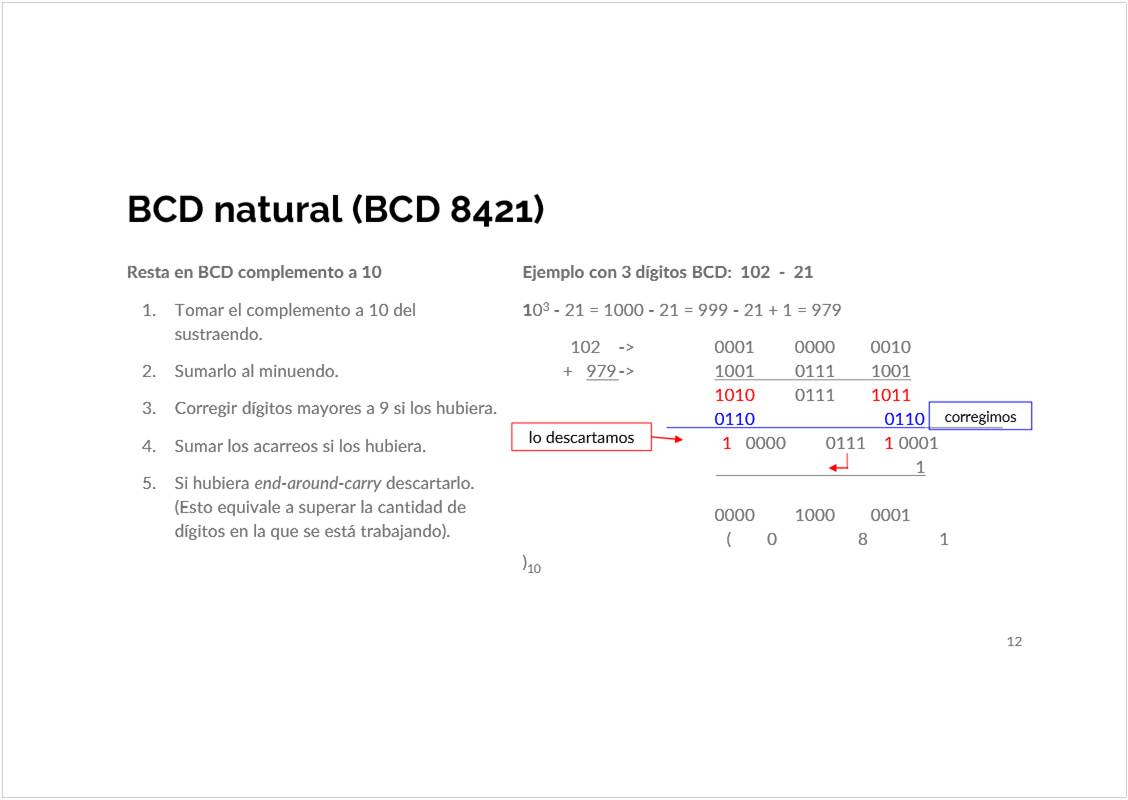 BCD natural (BCD 8421)
Resta en BCD complemento a 10
1. Tomar el complemento a 10 del
sustraendo.
2. Sumarlo al minuendo.
3. Corregir dígitos mayores a 9 si los hubiera.
4. Sumar los acarreos si los hubiera.
5. Si hubiera end-around-carry descartarlo.
(Esto equivale a superar la cantidad de
dígitos en la que se está trabajando).
Ejemplo con 3 dígitos BCD: 102 - 21
10³ - 21 = 1000 - 21 = 999 - 21 + 1 = 979
102 -> 0001 0000 0010
+ 979 -> 1001 0111 1001
1010 0111 1011
0110 0110 corregimos
lo descartamos 1 0000 0111 1 0001
1
0000 1000 0001
( 0 8 1
)₁₀
12